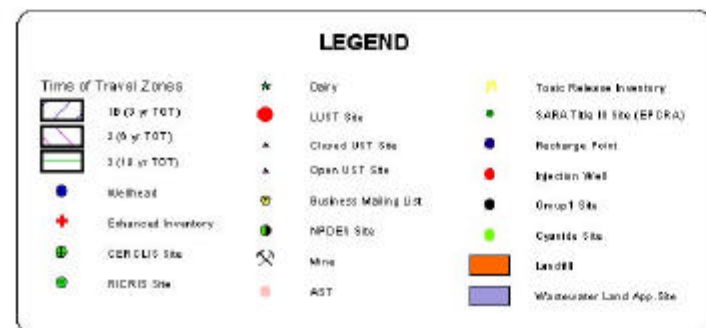 LEGEND
Time of Travel Zones
1B (3 yr TOT)
2 (6 yr TOT)
3 (10 yr TOT)
Wellhead
Enhanced Inventory
CERCLIS Site
RICRIS Site
Dairy
LUST Site
Closed UST Site
Open UST Site
Business Mailing List
NPDES Site
Mine
AST
Toxic Release Inventory
SARA Title III Site (EPCRA)
Recharge Point
Injection Well
Group1 Site
Cyanide Site
Landfill
Wastewater Land App. Site